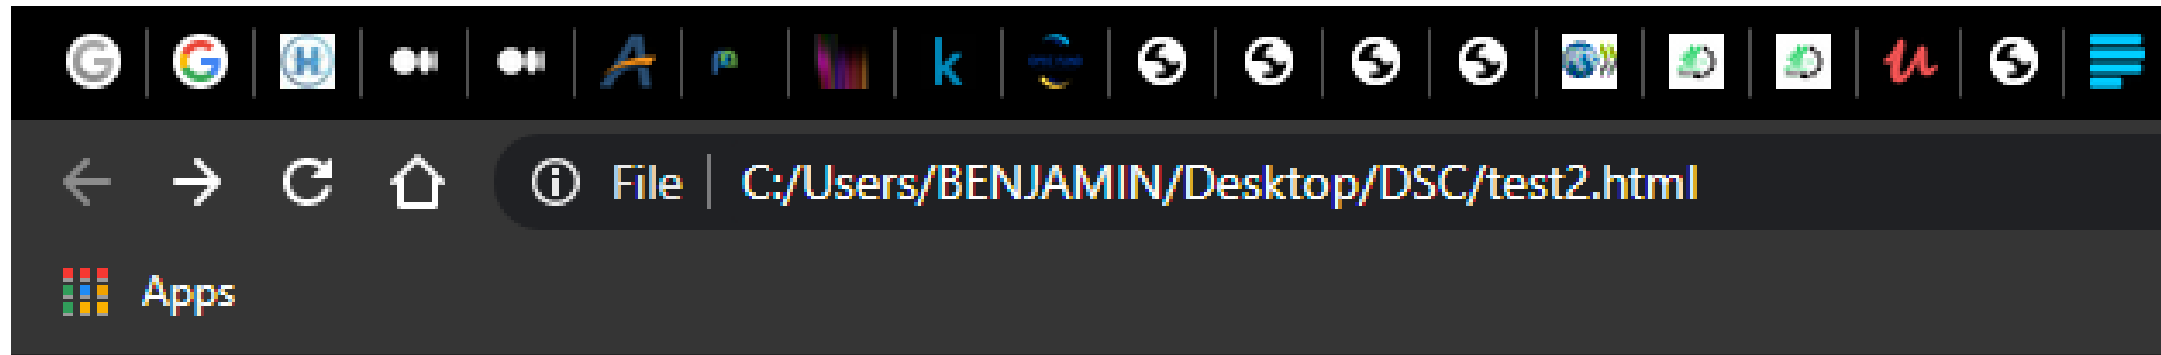 File C:/Users/BENJAMIN/Desktop/DSC/test2.html
Apps